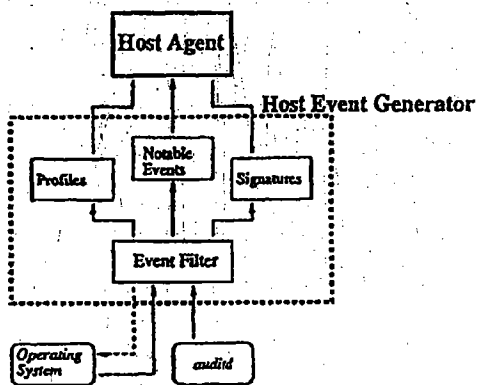 Host Agent
Host Event Generator
Profiles
Notable
Events
Signatures
Event Filter
Operating
System
auditd